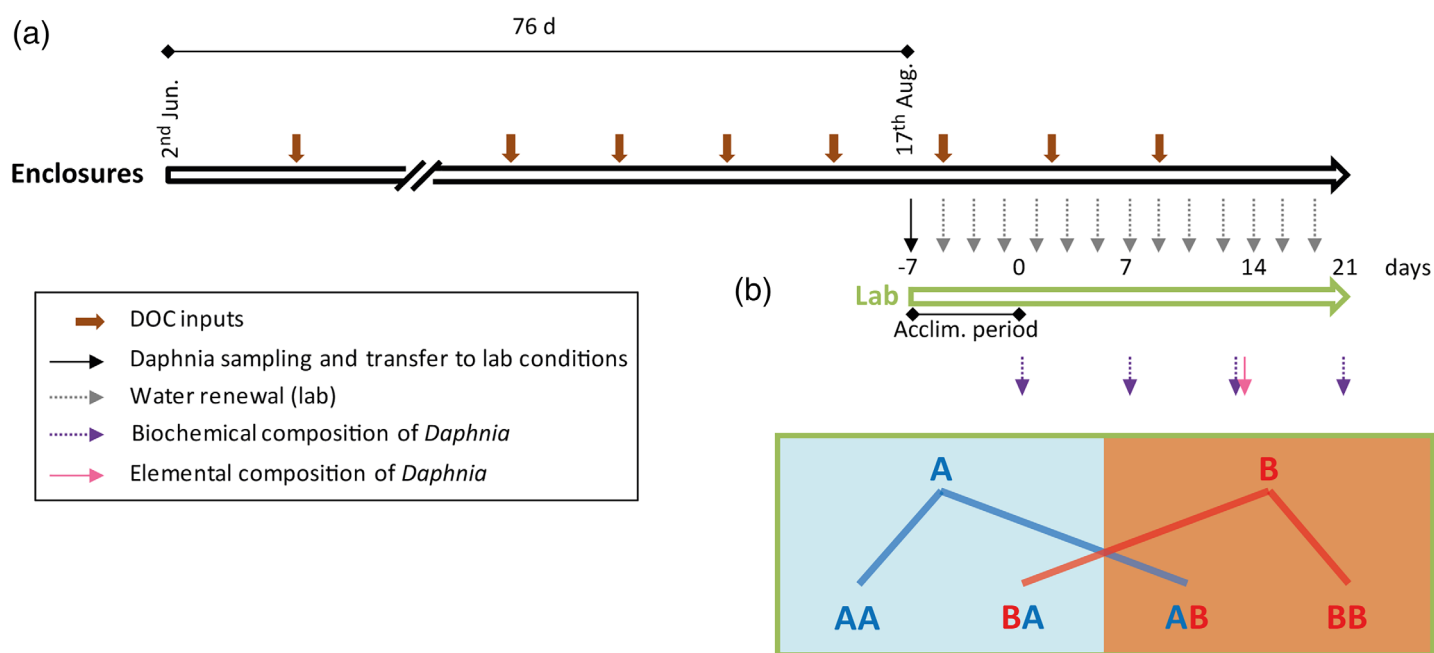 (a)
76 d
2nd Jun.
17th Aug.
Enclosures
-7 0 7 14 21 days
(b)
Lab
Acclim. period
DOC inputs
Daphnia sampling and transfer to lab conditions
Water renewal (lab)
Biochemical composition of Daphnia
Elemental composition of Daphnia
A B
AA BA AB BB